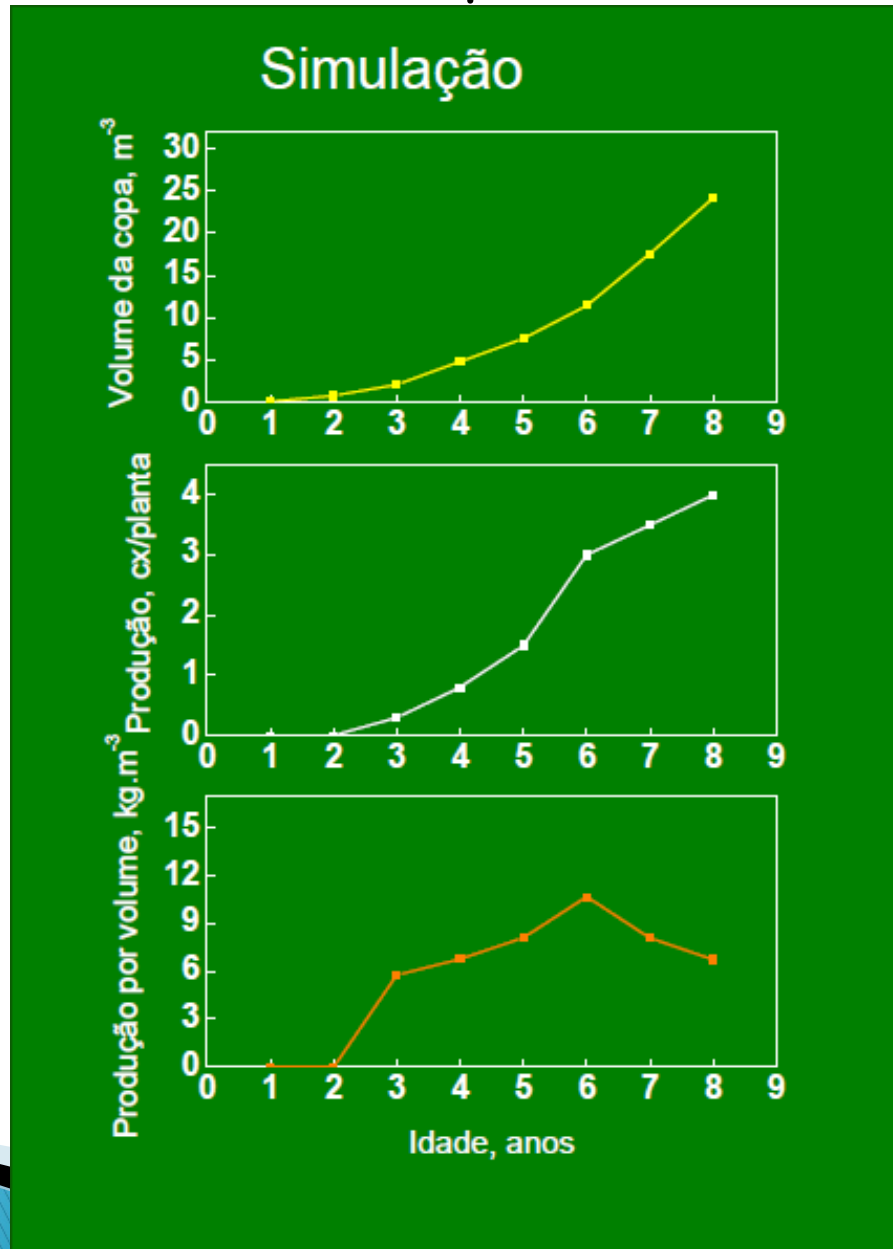 Simulação
Volume da copa, m⁻³
30
25
20
15
10
5
0
0 1 2 3 4 5 6 7 8 9
Produção, cx/planta
4
3
2
1
0
0 1 2 3 4 5 6 7 8 9
Produção por volume, kg.m⁻³
15
12
9
6
3
0
0 1 2 3 4 5 6 7 8 9
Idade, anos